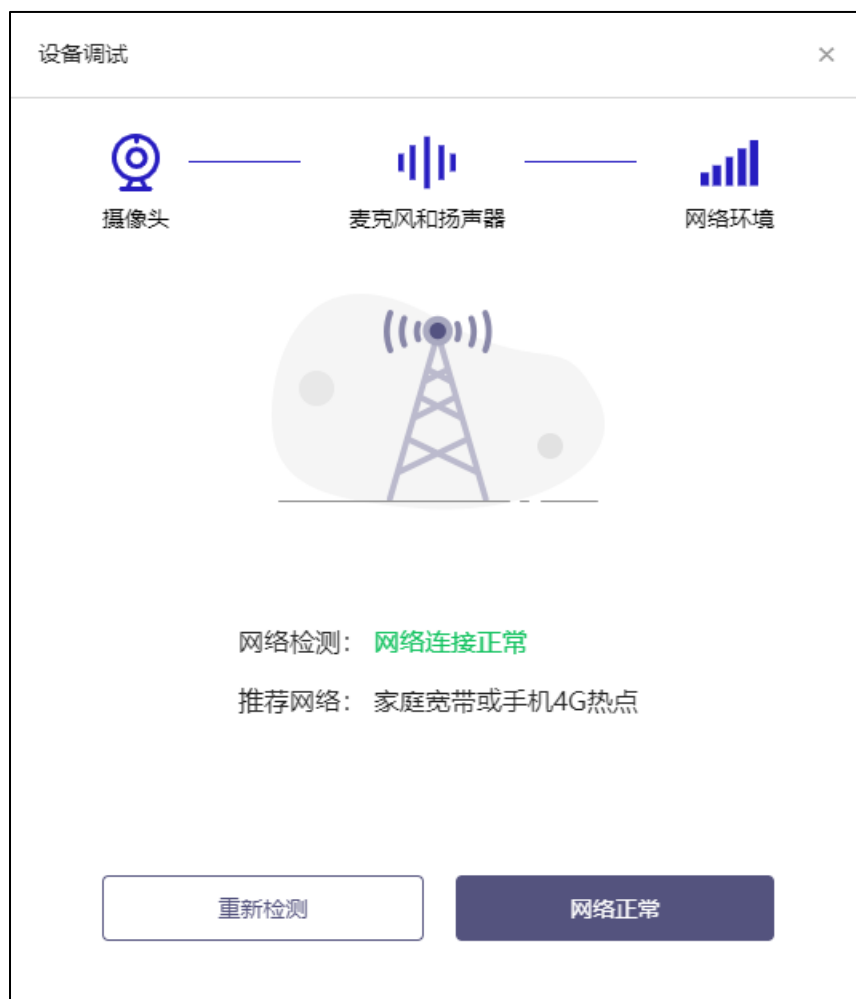 设备调试
摄像头
麦克风和扬声器
网络环境
网络检测： 网络连接正常
推荐网络： 家庭宽带或手机4G热点
重新检测
网络正常